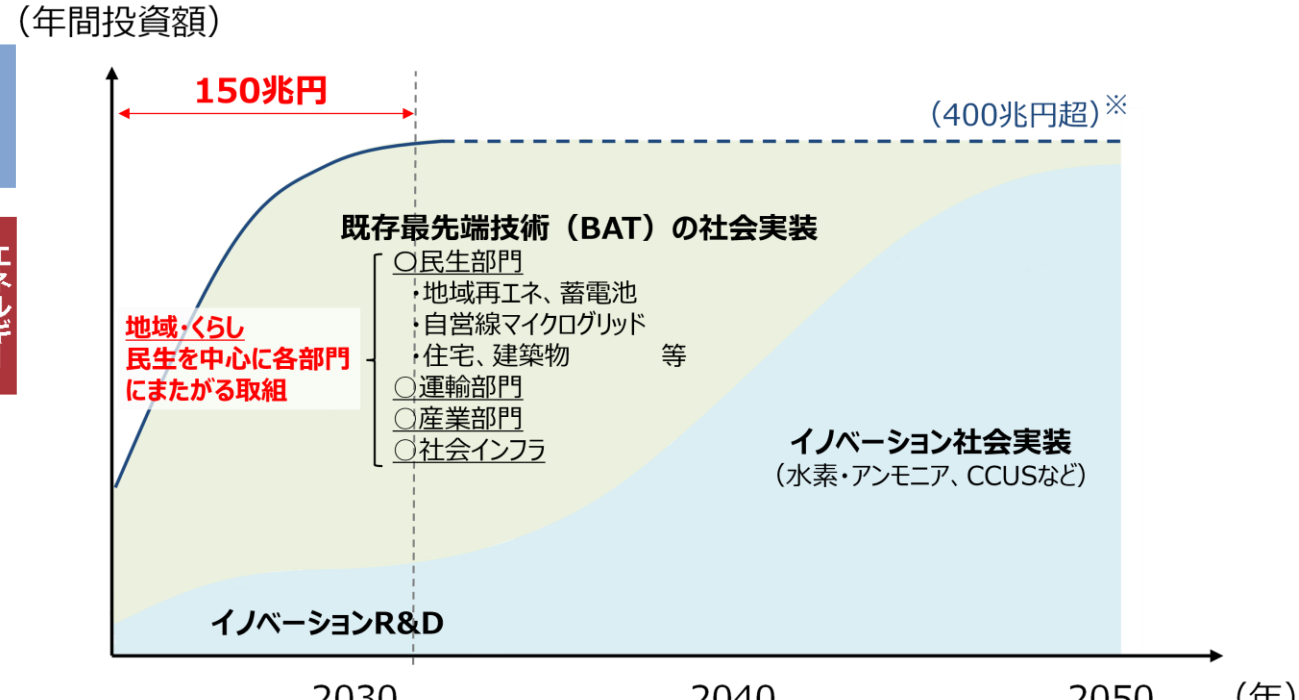 （年間投資額）
150兆円
（400兆円超）※
既存最先端技術（BAT）の社会実装
○民生部門
・地域再エネ、蓄電池
・自営線マイクログリッド
・住宅、建築物 等
○運輸部門
○産業部門
○社会インフラ
地域・くらし
民生を中心に各部門
にまたがる取組
エネルギー
イノベーション社会実装
（水素・アンモニア、CCUSなど）
イノベーションR&D
2030
2040
2050
（年）